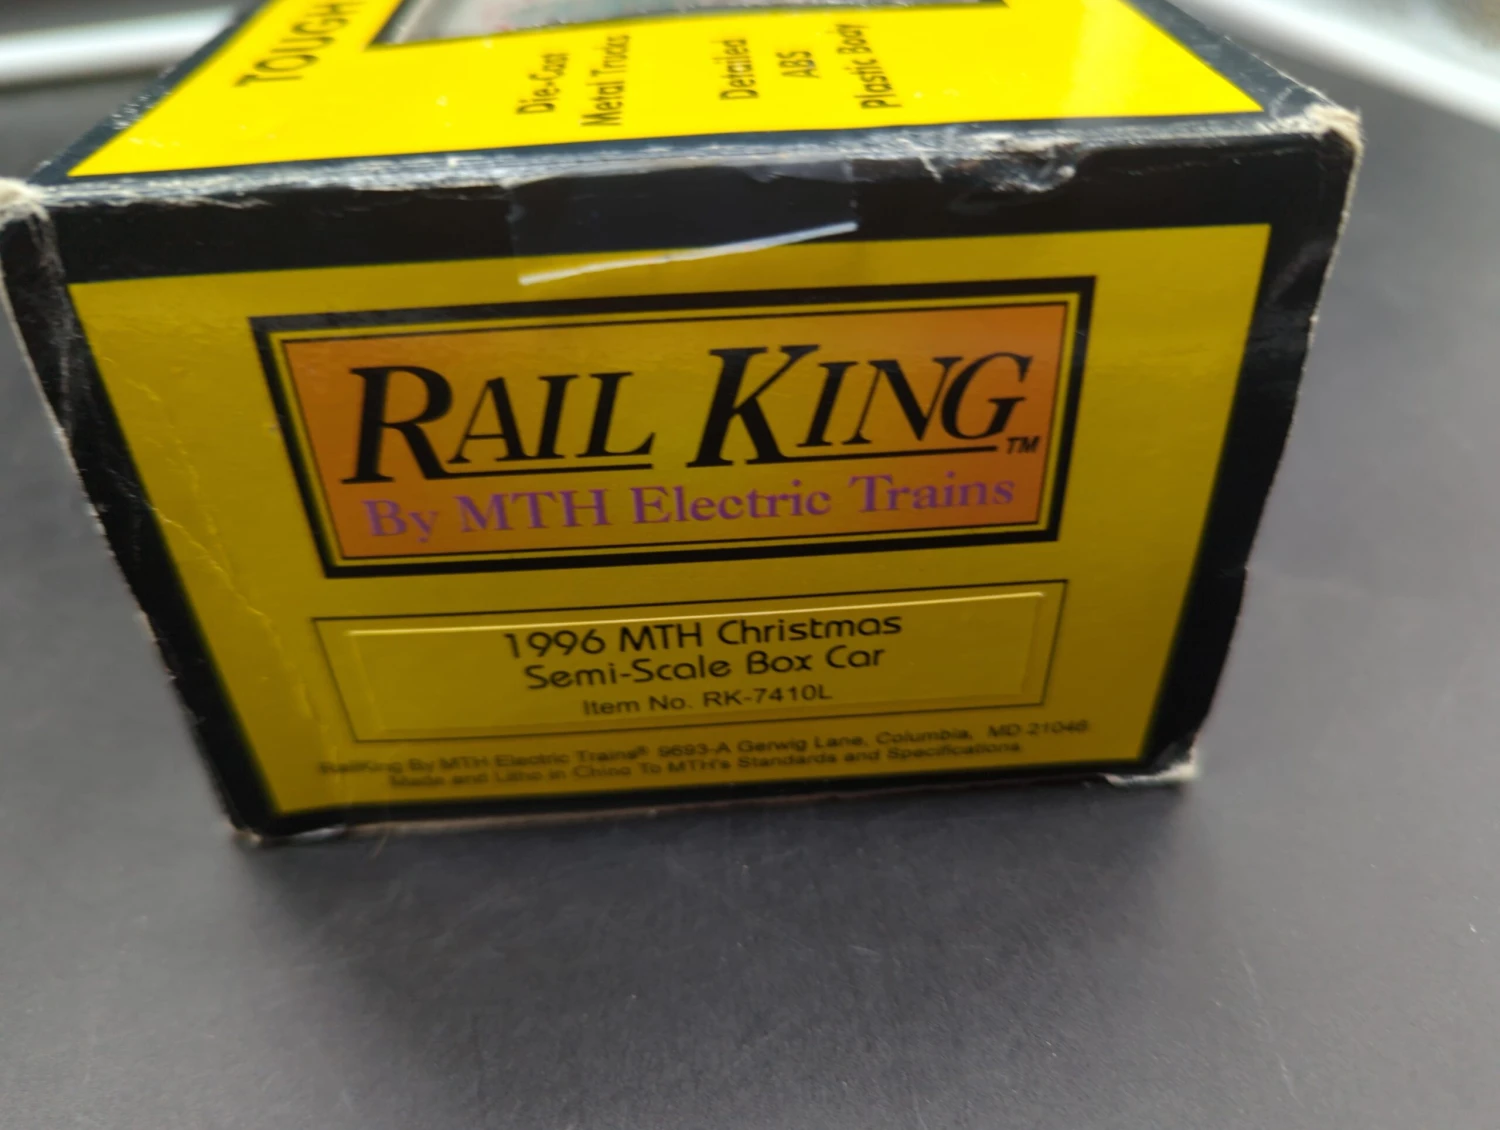 TOUGH
Die-Cast
Metal Trucks
Detailed
ABS
Plastic Body
RAIL KING™
By MTH Electric Trains
1996 MTH Christmas
Semi-Scale Box Car
Item No. RK-7410L
RailKing By MTH Electric Trains® 9693-A Gerwig Lane, Columbia, MD 21046
Made and Litho in China To MTH's Standards and Specifications